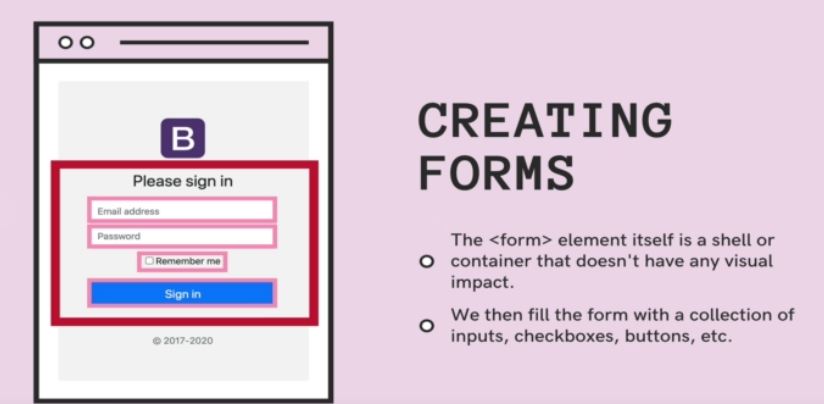 B
Please sign in
Email address
Password
Remember me
Sign in
© 2017-2020
CREATING
FORMS
The <form> element itself is a shell or
container that doesn't have any visual
impact.
We then fill the form with a collection of
inputs, checkboxes, buttons, etc.